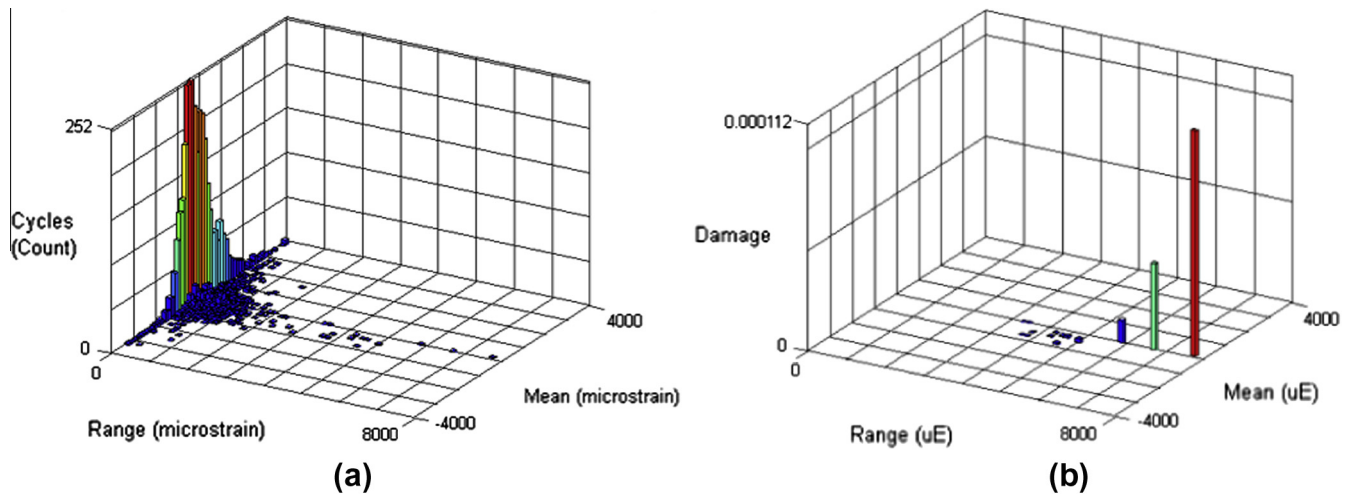 252
Cycles
(Count)
0
0
Range (microstrain)
8000
-4000
Mean (microstrain)
4000
(a)
0.000112
Damage
0
0
Range (uE)
8000
-4000
Mean (uE)
4000
(b)